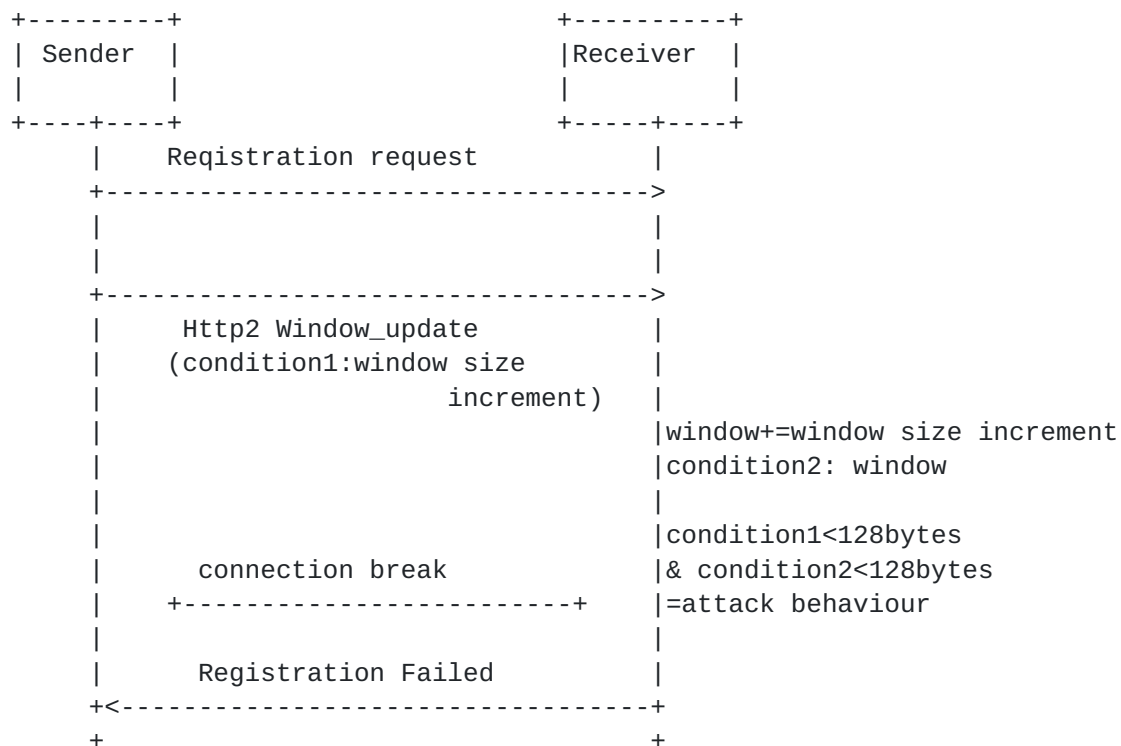 Sender Receiver
Reqistration request
Http2 Window_update
(condition1:window size
increment)
window+=window size increment
condition2: window
condition1<128bytes
connection break & condition2<128bytes
=attack behaviour
Registration Failed